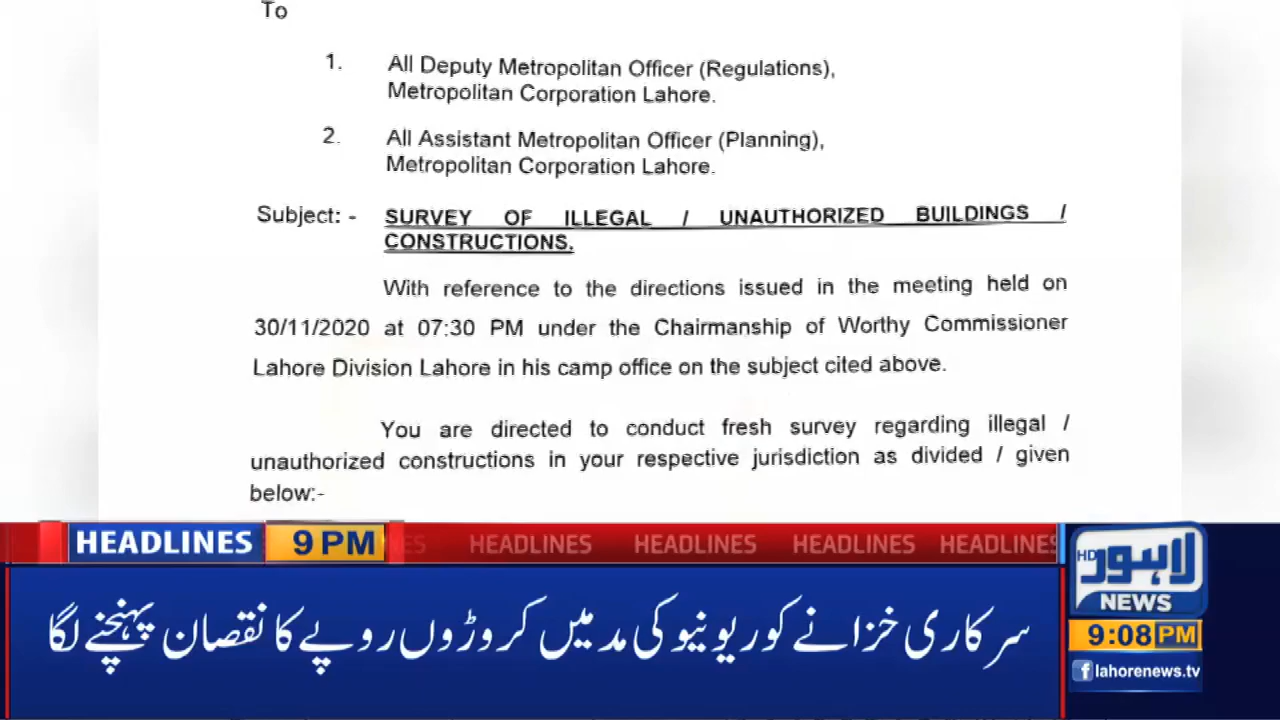 To
1. All Deputy Metropolitan Officer (Regulations),
Metropolitan Corporation Lahore.
2. All Assistant Metropolitan Officer (Planning),
Metropolitan Corporation Lahore.
Subject: - SURVEY OF ILLEGAL / UNAUTHORIZED BUILDINGS /
CONSTRUCTIONS.
With reference to the directions issued in the meeting held on
30/11/2020 at 07:30 PM under the Chairmanship of Worthy Commissioner
Lahore Division Lahore in his camp office on the subject cited above.
You are directed to conduct fresh survey regarding illegal /
unauthorized constructions in your respective jurisdiction as divided / given
below:-
HEADLINES 9 PM HEADLINES HEADLINES HEADLINES HEADLINES
سرکاری خزانے کو ریونیو کی مد میں کروڑوں روپے کا نقصان پہنچنے لگا
HD
لاہور
NEWS
9:08 PM
lahorenews.tv